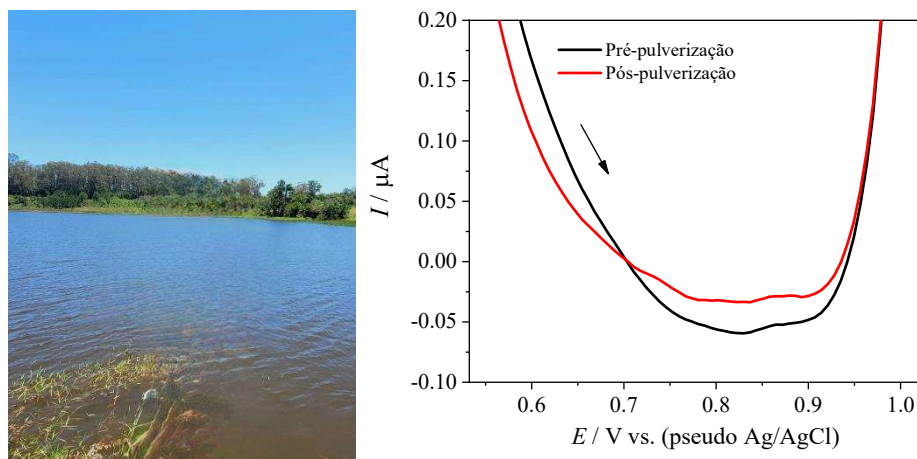 0.20
0.15
0.10
0.05
0.00
-0.05
-0.10
I / μA
Pré-pulverização
Pós-pulverização
0.6 0.7 0.8 0.9 1.0
E / V vs. (pseudo Ag/AgCl)